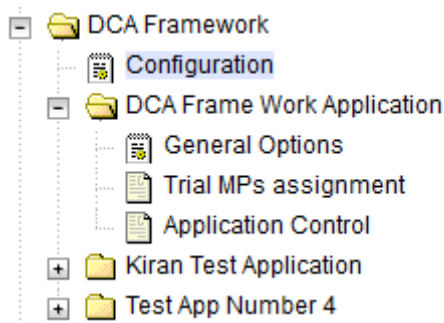 DCA Framework
Configuration
DCA Frame Work Application
General Options
Trial MPs assignment
Application Control
Kiran Test Application
Test App Number 4